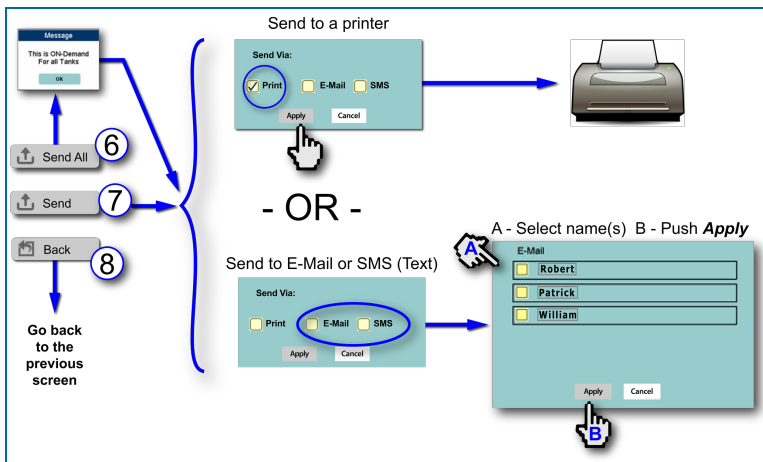 Message
This is ON-Demand
For all Tanks
OK
Send All
6
Send
7
Back
8
Go back
to the
previous
screen
Send to a printer
Send Via:
Print E-Mail SMS
Apply Cancel
- OR -
Send to E-Mail or SMS (Text)
Send Via:
Print E-Mail SMS
Apply Cancel
A - Select name(s) B - Push Apply
A
E-Mail
Robert
Patrick
William
Apply Cancel
B